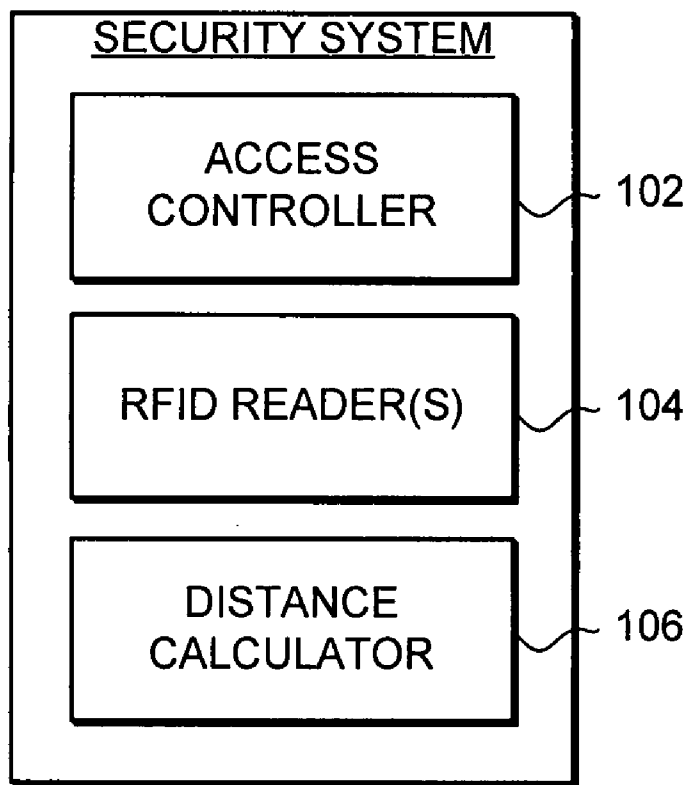 SECURITY SYSTEM
ACCESS
CONTROLLER
102
RFID READER(S)
104
DISTANCE
CALCULATOR
106